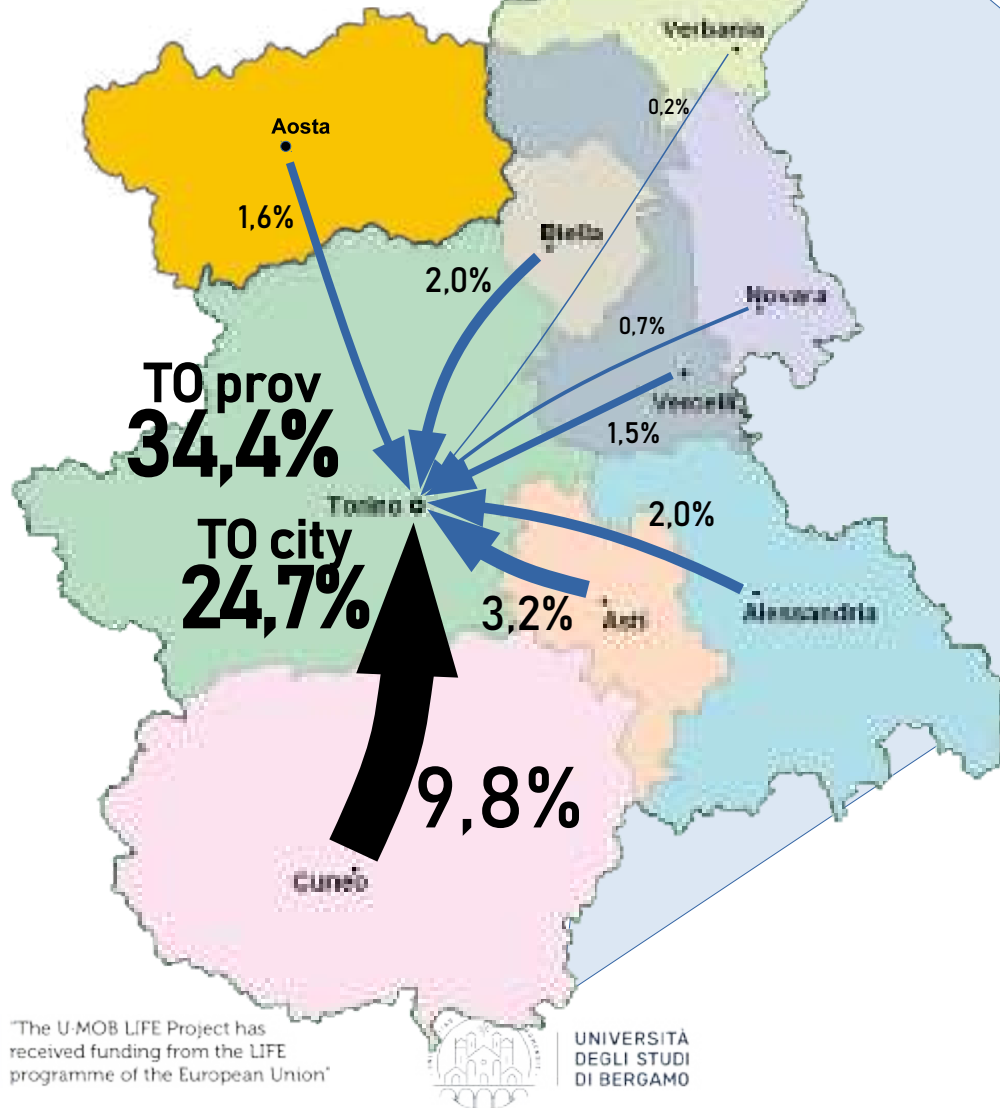 Verbania
0,2%
Aosta
1,6%
Biella
2,0%
Novara
0,7%
TO prov
34,4%
Vercelli
1,5%
Torino
2,0%
TO city
24,7%
3,2%
Asti
Alessandria
9,8%
Cuneo
"The U-MOB LIFE Project has
received funding from the LIFE
programme of the European Union"
UNIVERSITÀ
DEGLI STUDI
DI BERGAMO